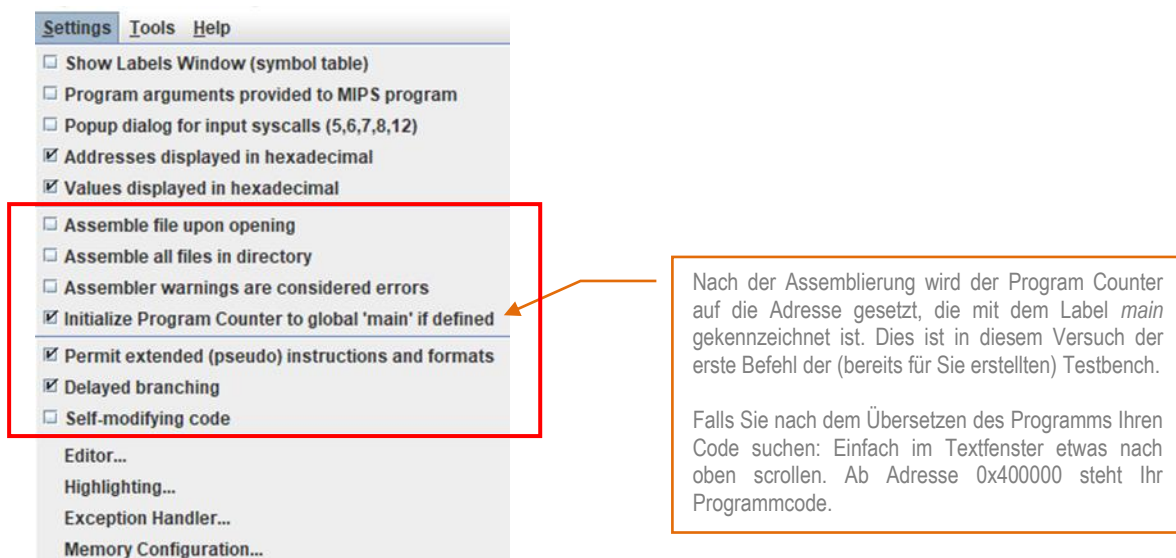 Settings Tools Help
Show Labels Window (symbol table)
Program arguments provided to MIPS program
Popup dialog for input syscalls (5,6,7,8,12)
Addresses displayed in hexadecimal
Values displayed in hexadecimal
Assemble file upon opening
Assemble all files in directory
Assembler warnings are considered errors
Initialize Program Counter to global 'main' if defined
Permit extended (pseudo) instructions and formats
Delayed branching
Self-modifying code
Editor...
Highlighting...
Exception Handler...
Memory Configuration...
Nach der Assemblierung wird der Program Counter
auf die Adresse gesetzt, die mit dem Label main
gekennzeichnet ist. Dies ist in diesem Versuch der
erste Befehl der (bereits für Sie erstellten) Testbench.
Falls Sie nach dem Übersetzen des Programms Ihren
Code suchen: Einfach im Textfenster etwas nach
oben scrollen. Ab Adresse 0x400000 steht Ihr
Programmcode.